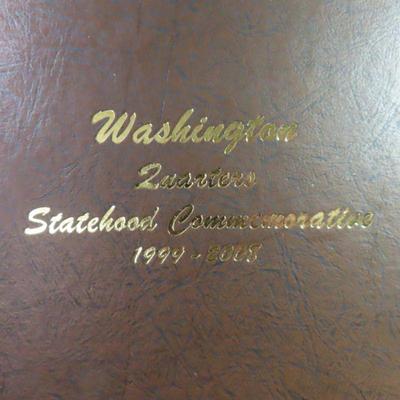 Washington
Quarters
Statehood Commemorative
1999 - 2008